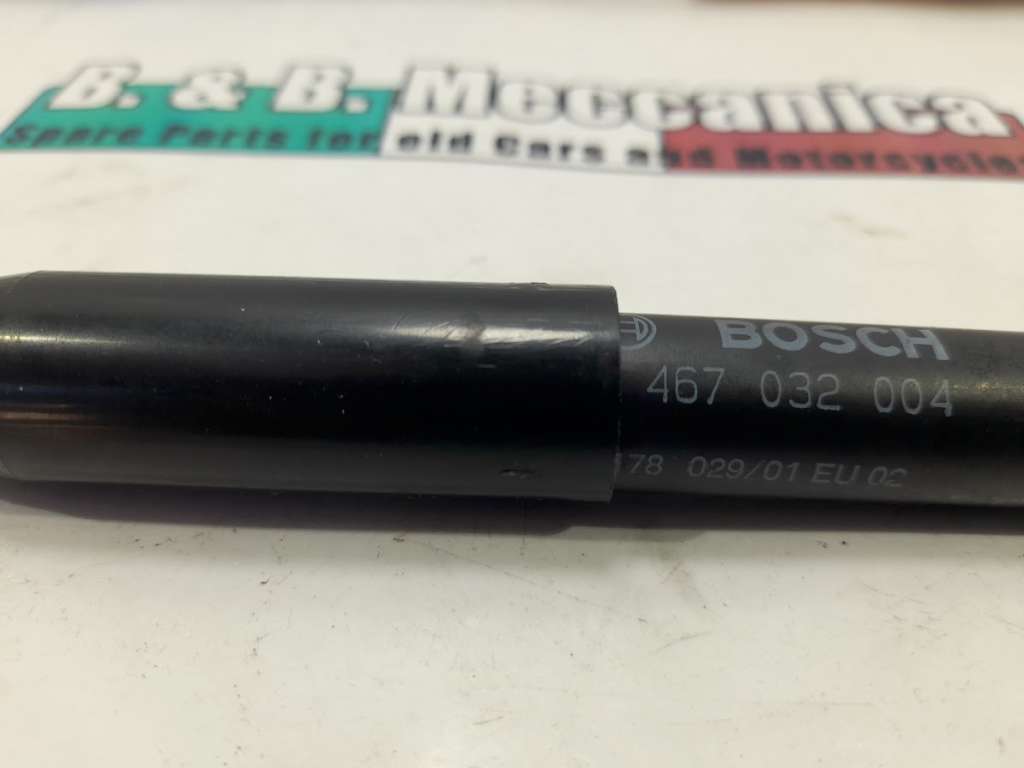 B. & B. Meccanica
Spare Parts for old Cars and Motorcycles
BOSCH
467 032 004
178 029/01 EU 02